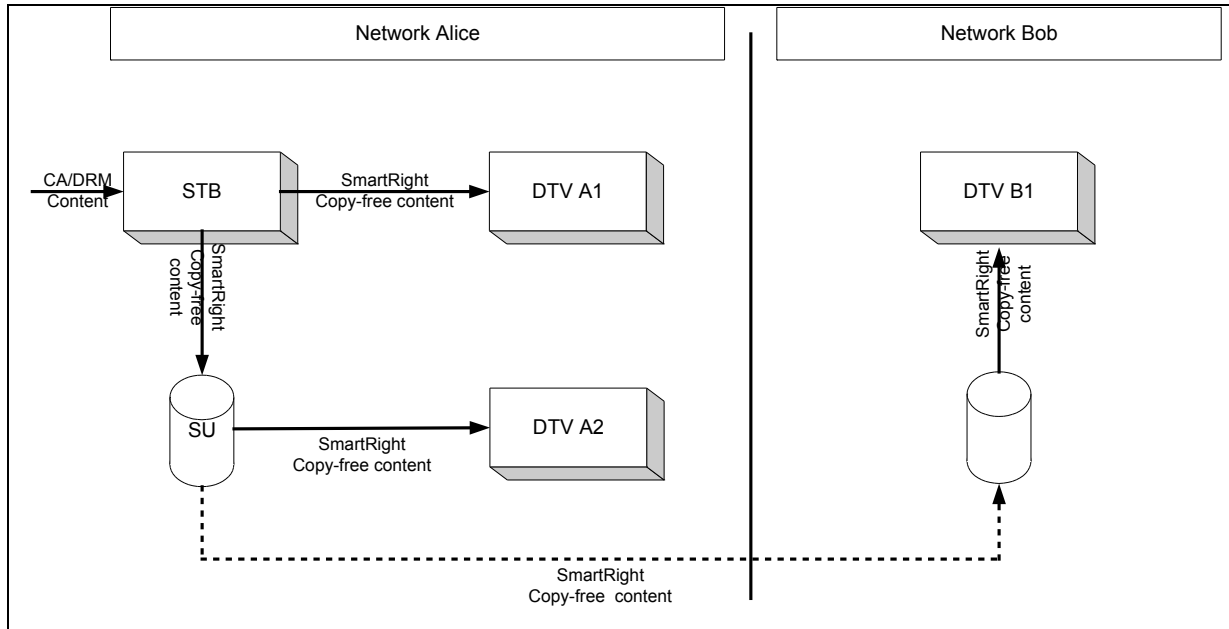 Network Alice
Network Bob
CA/DRM
Content
STB
SmartRight
Copy-free content
DTV A1
DTV B1
SmartRight
Copy-free
content
SmartRight
Copy-free
content
SU
SmartRight
Copy-free content
DTV A2
SmartRight
Copy-free content